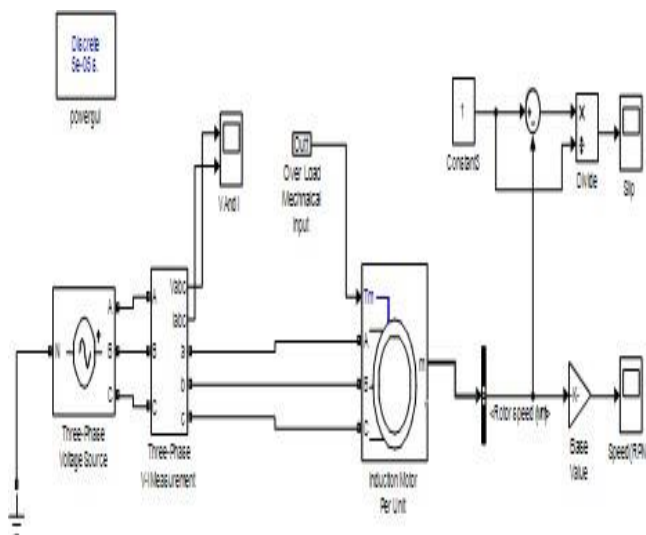 Discrete
5e-05 s.
powergui
1
Constant3
+
-
×
÷
Divide
Slip
V And I
Out
Over Load
Mechnaical
Input
N
A
B
C
Three-Phase
Voltage Source
A
B
C
Vabc
Iabc
a
b
c
Three-Phase
V-I Measurement
Tm
A
B
C
m
Induction Motor
Per Unit
<Rotor speed (wm)>
K-
Base
Value
Speed(RPM